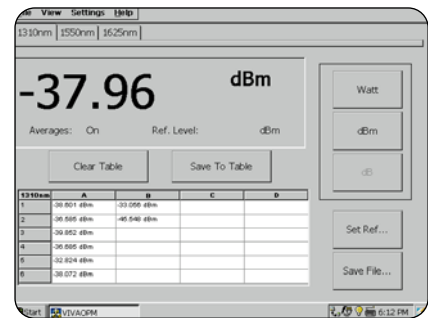 File View Settings Help
1310nm 1550nm 1625nm
-37.96 dBm
Averages: On Ref. Level: dBm
Watt
dBm
dB
Clear Table Save To Table
1310nm A B C D
1 -38.801 dBm -33.056 dBm
2 -36.585 dBm -46.548 dBm
3 -39.852 dBm
4 -36.685 dBm
5 -32.824 dBm
6 -38.072 dBm
Set Ref...
Save File...
Start VIVAOPM 6:12 PM